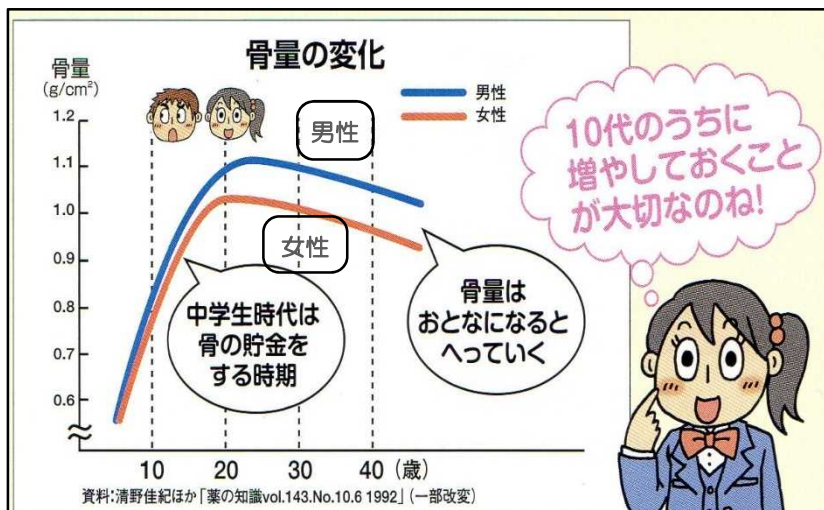 骨量の変化
骨量
(g/cm²)
男性
女性
1.2
1.1
1.0
0.9
0.8
0.7
0.6
男性
女性
中学生時代は
骨の貯金を
する時期
骨量は
おとなになると
へっていく
10代のうちに
増やしておくこと
が大切なのね!
10 20 30 40 (歳)
資料:清野佳紀ほか「薬の知識vol.143.No.10.6 1992」(一部改変)